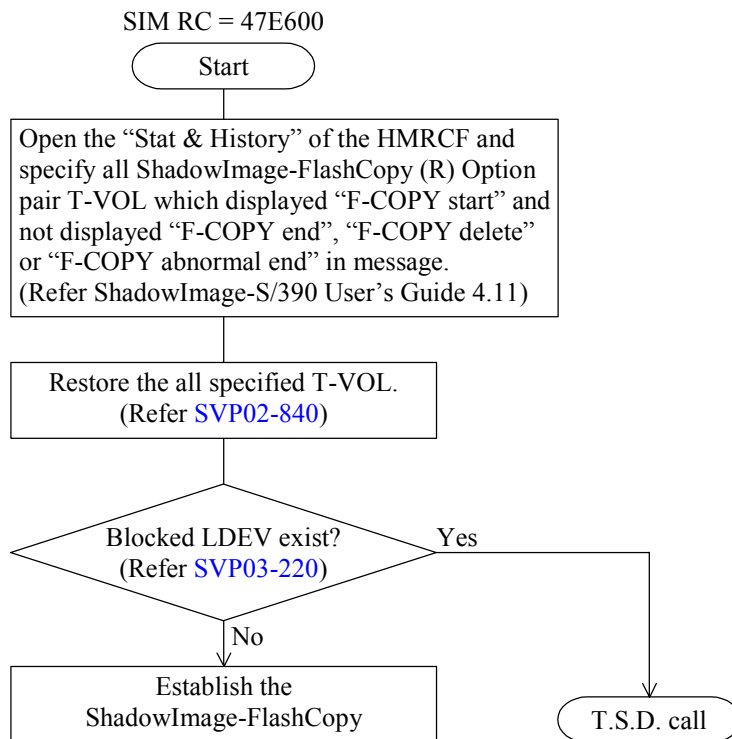 SIM RC = 47E600
Start
Open the “Stat & History” of the HMRCF and
specify all ShadowImage-FlashCopy (R) Option
pair T-VOL which displayed “F-COPY start” and
not displayed “F-COPY end”, “F-COPY delete”
or “F-COPY abnormal end” in message.
(Refer ShadowImage-S/390 User’s Guide 4.11)
Restore the all specified T-VOL.
(Refer SVP02-840)
Blocked LDEV exist?
(Refer SVP03-220)
Yes
No
Establish the
ShadowImage-FlashCopy
T.S.D. call